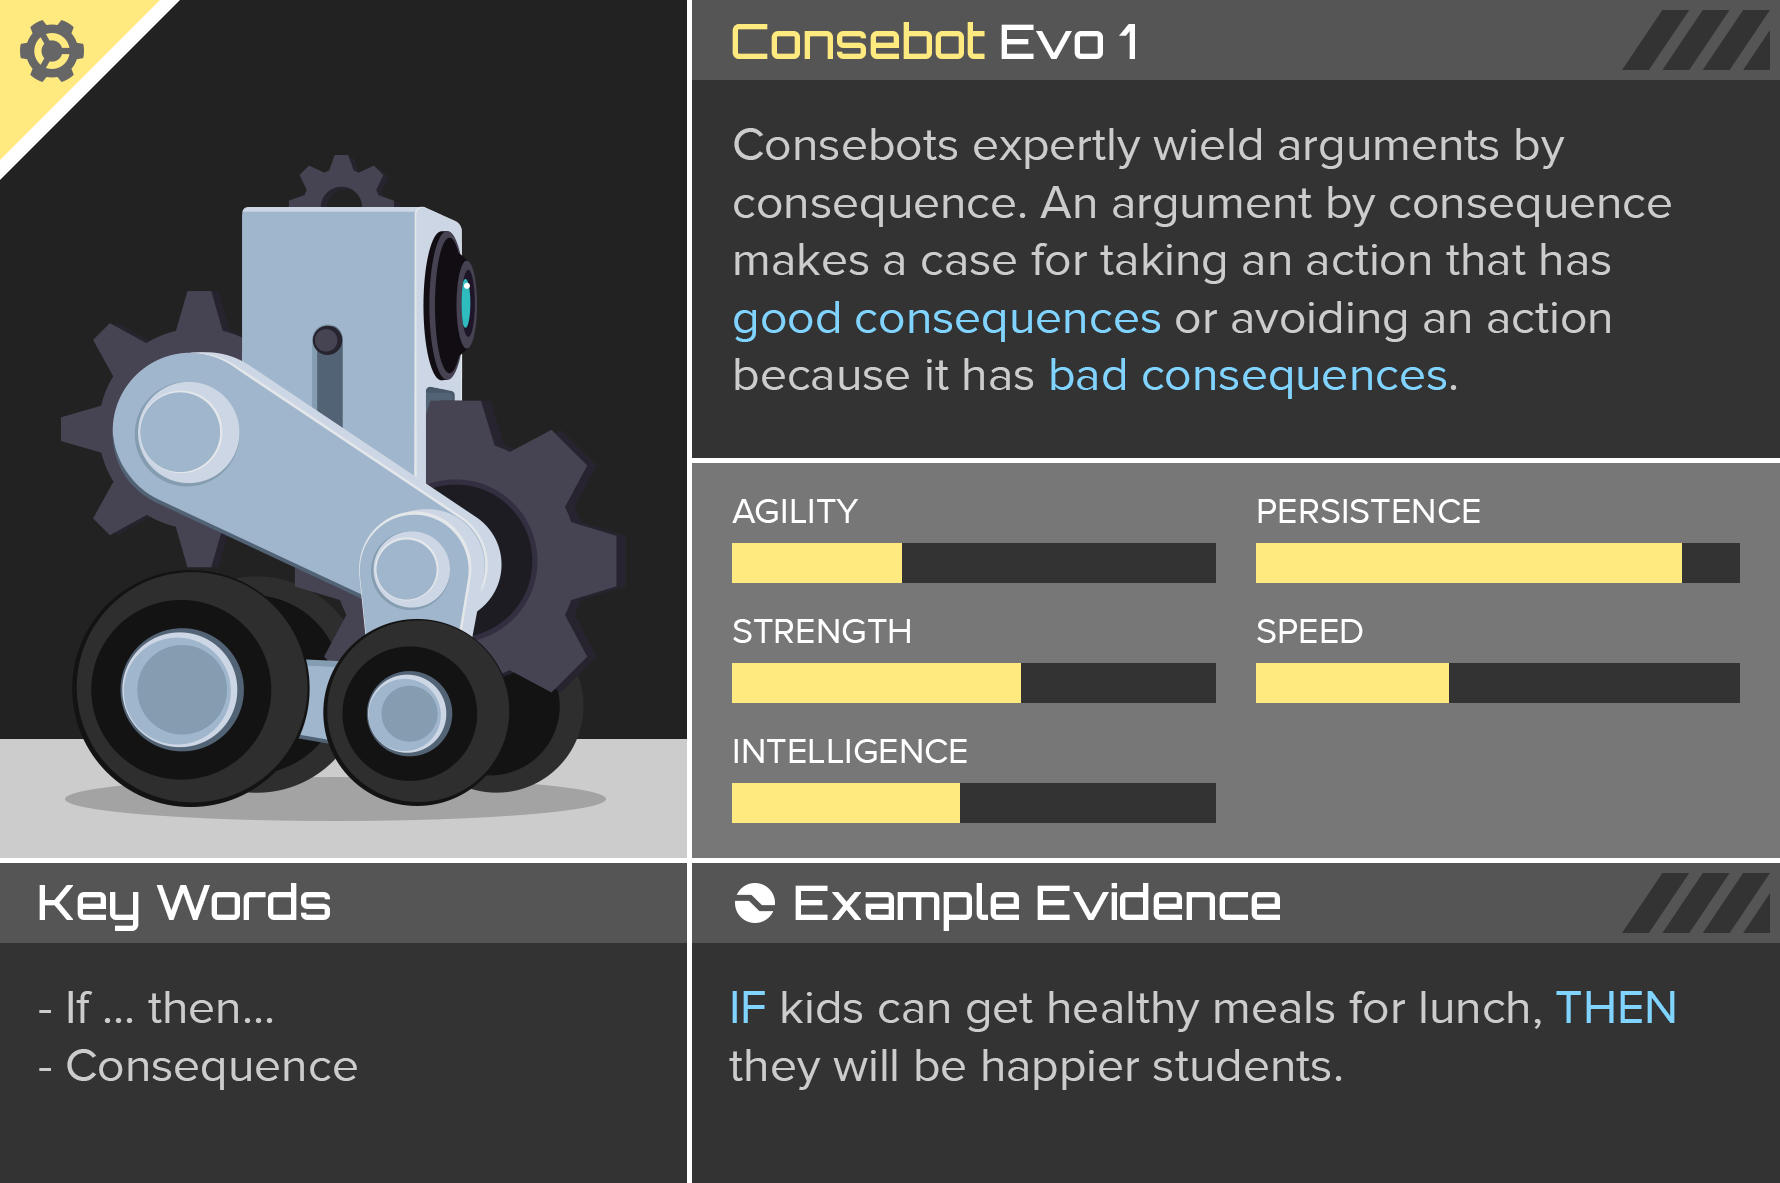 Consebot Evo 1
Consebots expertly wield arguments by
consequence. An argument by consequence
makes a case for taking an action that has
good consequences or avoiding an action
because it has bad consequences.
AGILITY
PERSISTENCE
STRENGTH
SPEED
INTELLIGENCE
Key Words
- If ... then...
- Consequence
Example Evidence
IF kids can get healthy meals for lunch, THEN
they will be happier students.